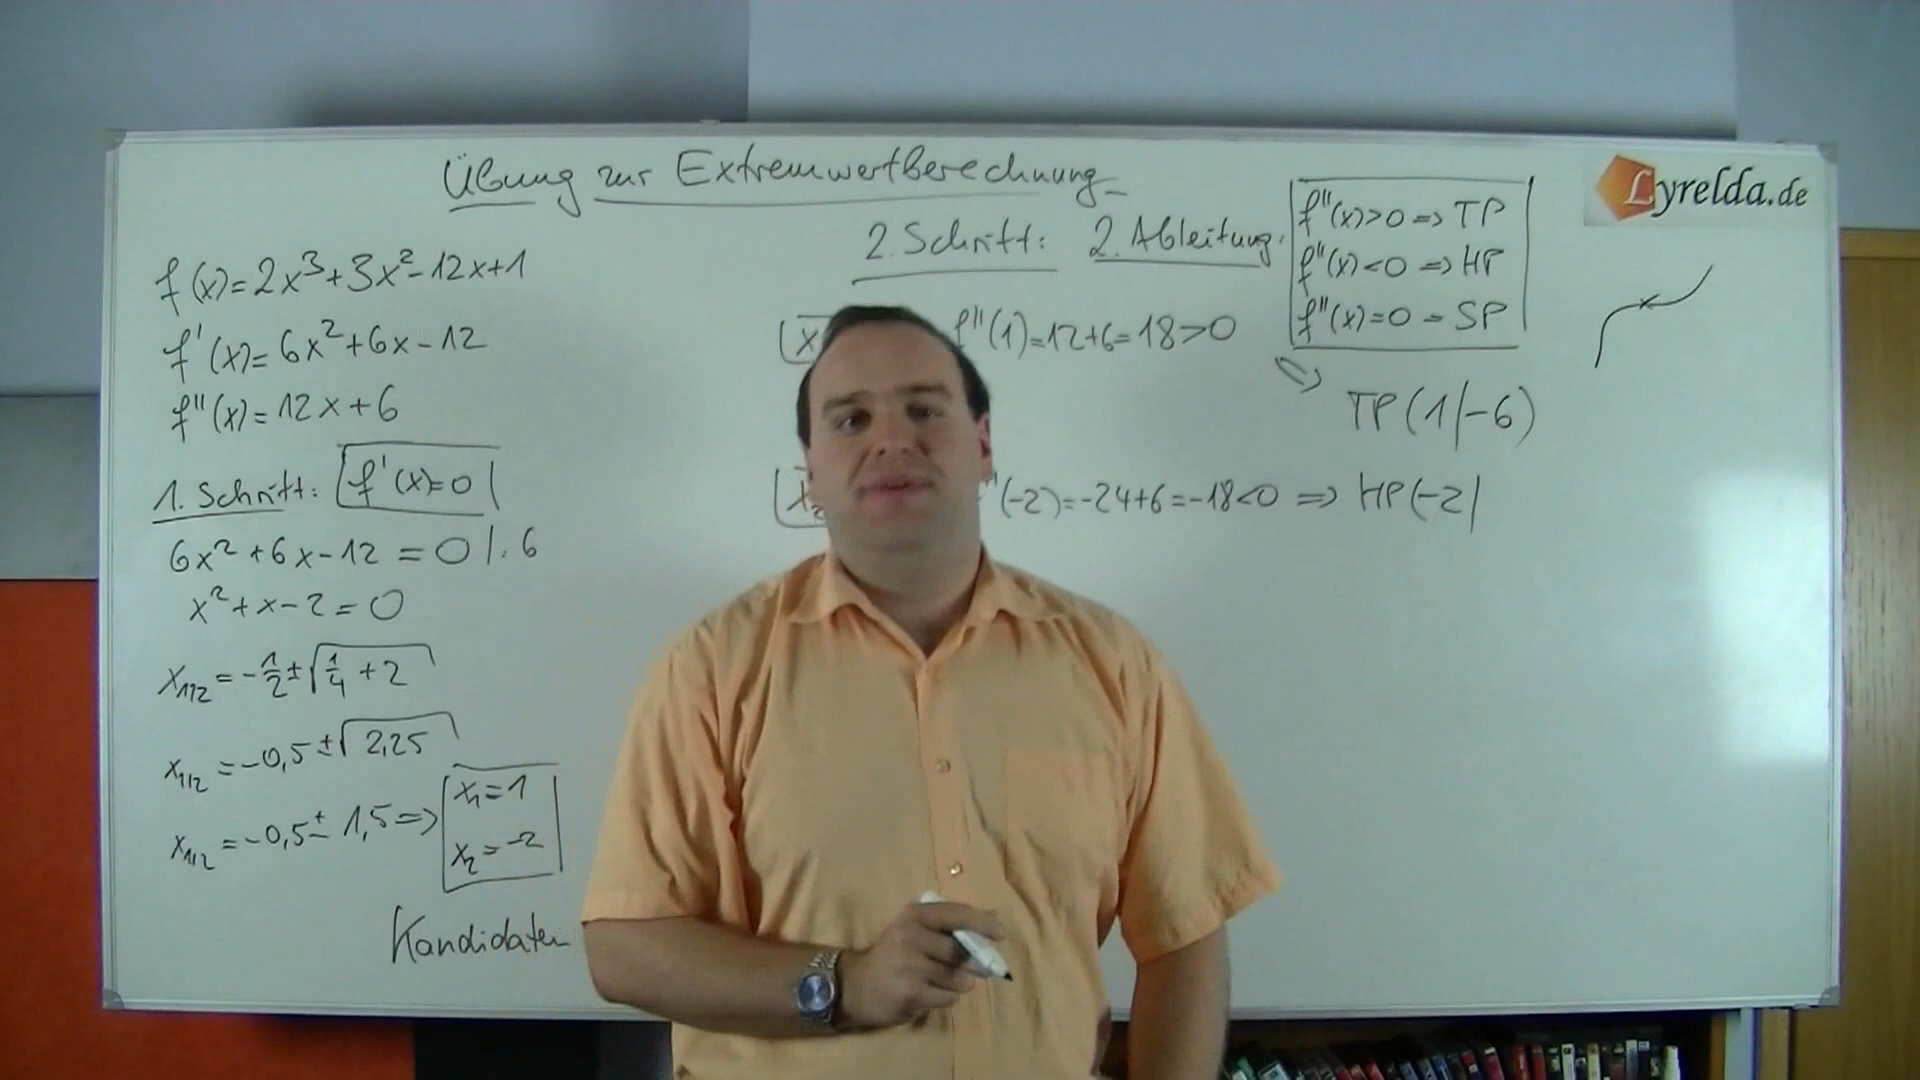 Übung zur Extremwertberechnung
Lyrelda.de
f(x)=2x³+3x²-12x+1
f'(x)=6x²+6x-12
f''(x)=12x+6
1. Schritt: f'(x)=0
6x²+6x-12=0 |:6
x²+x-2=0
x1/2=-1/2±√(1/4+2)
x1/2=-0,5±√2,25
x1/2=-0,5±1,5=>
x1=1
x2=-2
Kandidaten
2. Schritt: 2. Ableitung:
f''(x)>0=>TP
f''(x)<0=>HP
f''(x)=0=SP
f''(1)=12+6=18>0
=>
TP(1/-6)
(-2)=-24+6=-18<0 => HP(-2|